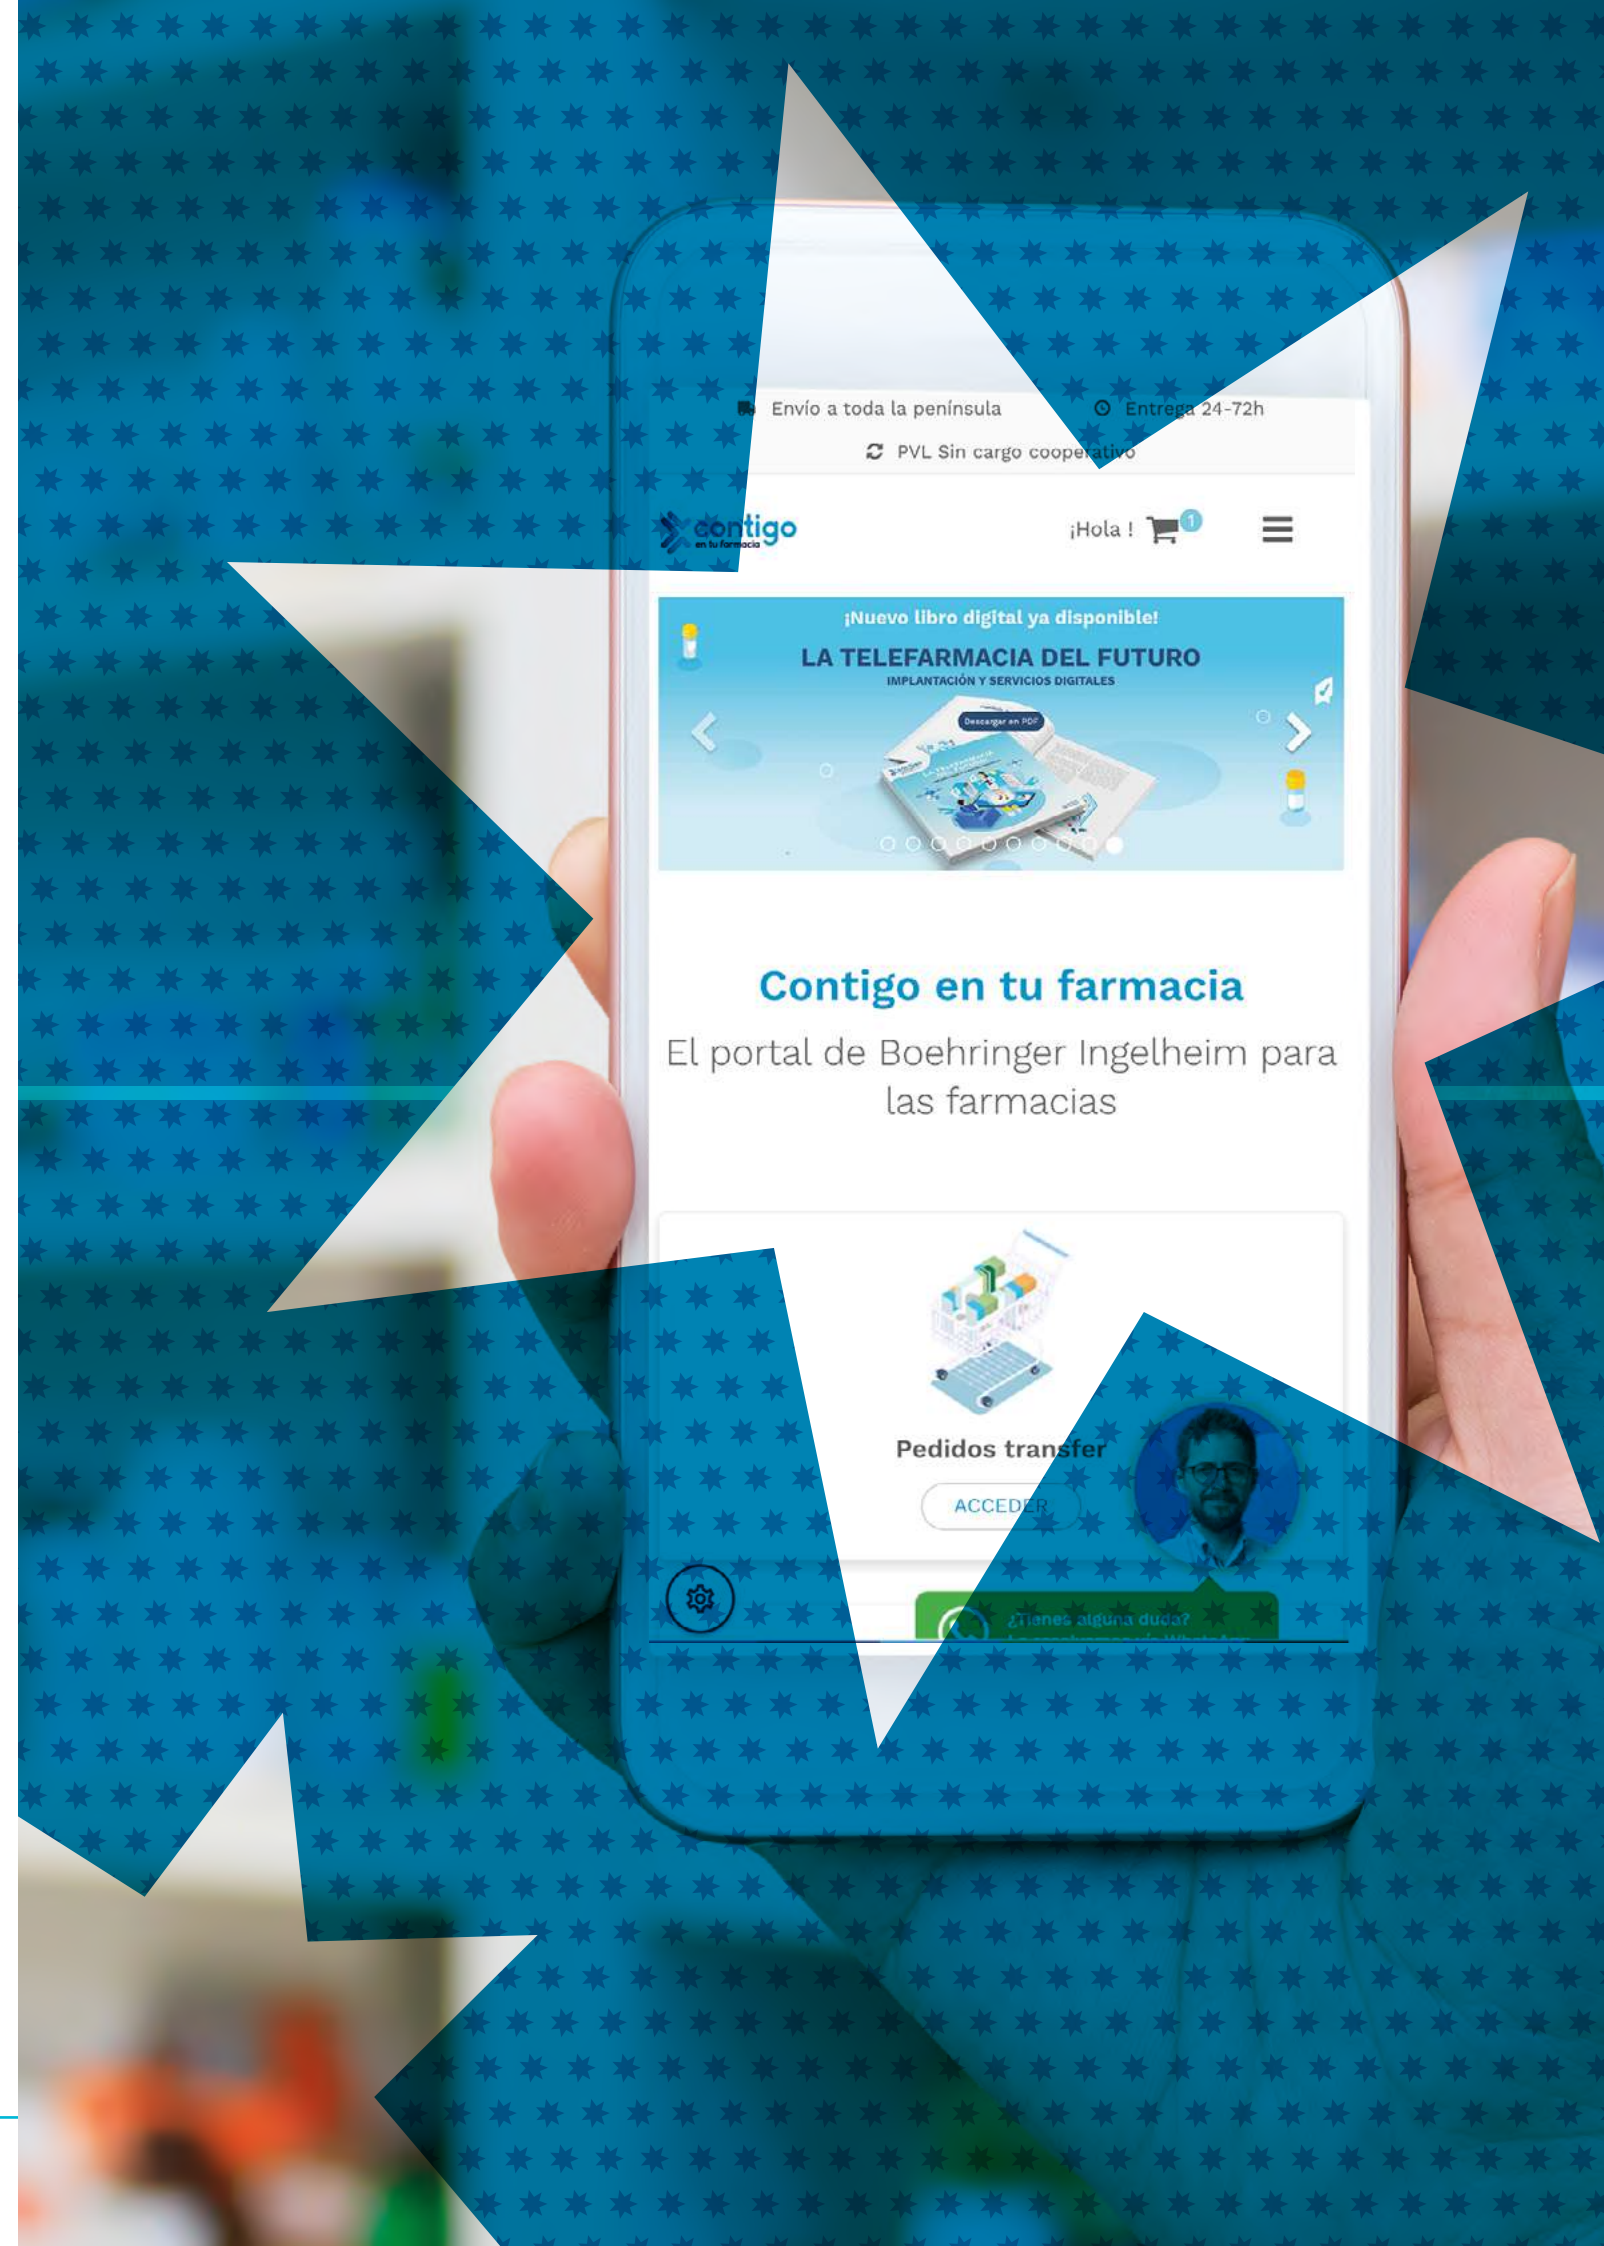 Envío a toda la península
Entrega 24-72h
PVL Sin cargo cooperativo
contigo
en tu farmacia
¡Hola !
1
¡Nuevo libro digital ya disponible!
LA TELEFARMACIA DEL FUTURO
IMPLANTACIÓN Y SERVICIOS DIGITALES
Descargar en PDF
Contigo en tu farmacia
El portal de Boehringer Ingelheim para
las farmacias
Pedidos transfer
ACCEDER
¿Tienes alguna duda?